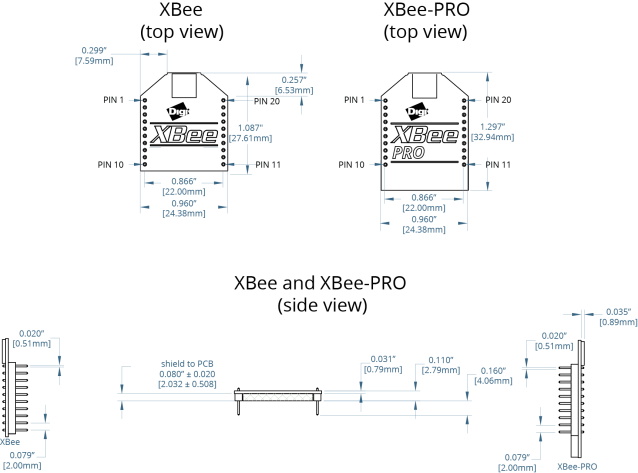 XBee
(top view)
0.299"
[7.59mm]
0.257"
[6.53mm]
PIN 1
PIN 20
Digi
XBee
1.087"
[27.61mm]
PIN 10
PIN 11
0.866"
[22.00mm]
0.960"
[24.38mm]
XBee-PRO
(top view)
PIN 1
PIN 20
Digi
XBee
PRO
1.297"
[32.94mm]
PIN 10
PIN 11
0.866"
[22.00mm]
0.960"
[24.38mm]
XBee and XBee-PRO
(side view)
0.020"
[0.51mm]
XBee
0.079"
[2.00mm]
shield to PCB
0.080" ± 0.020
[2.032 ± 0.508]
0.031"
[0.79mm]
0.110"
[2.79mm]
0.160"
[4.06mm]
0.035"
[0.89mm]
0.020"
[0.51mm]
0.079"
[2.00mm]
XBee-PRO